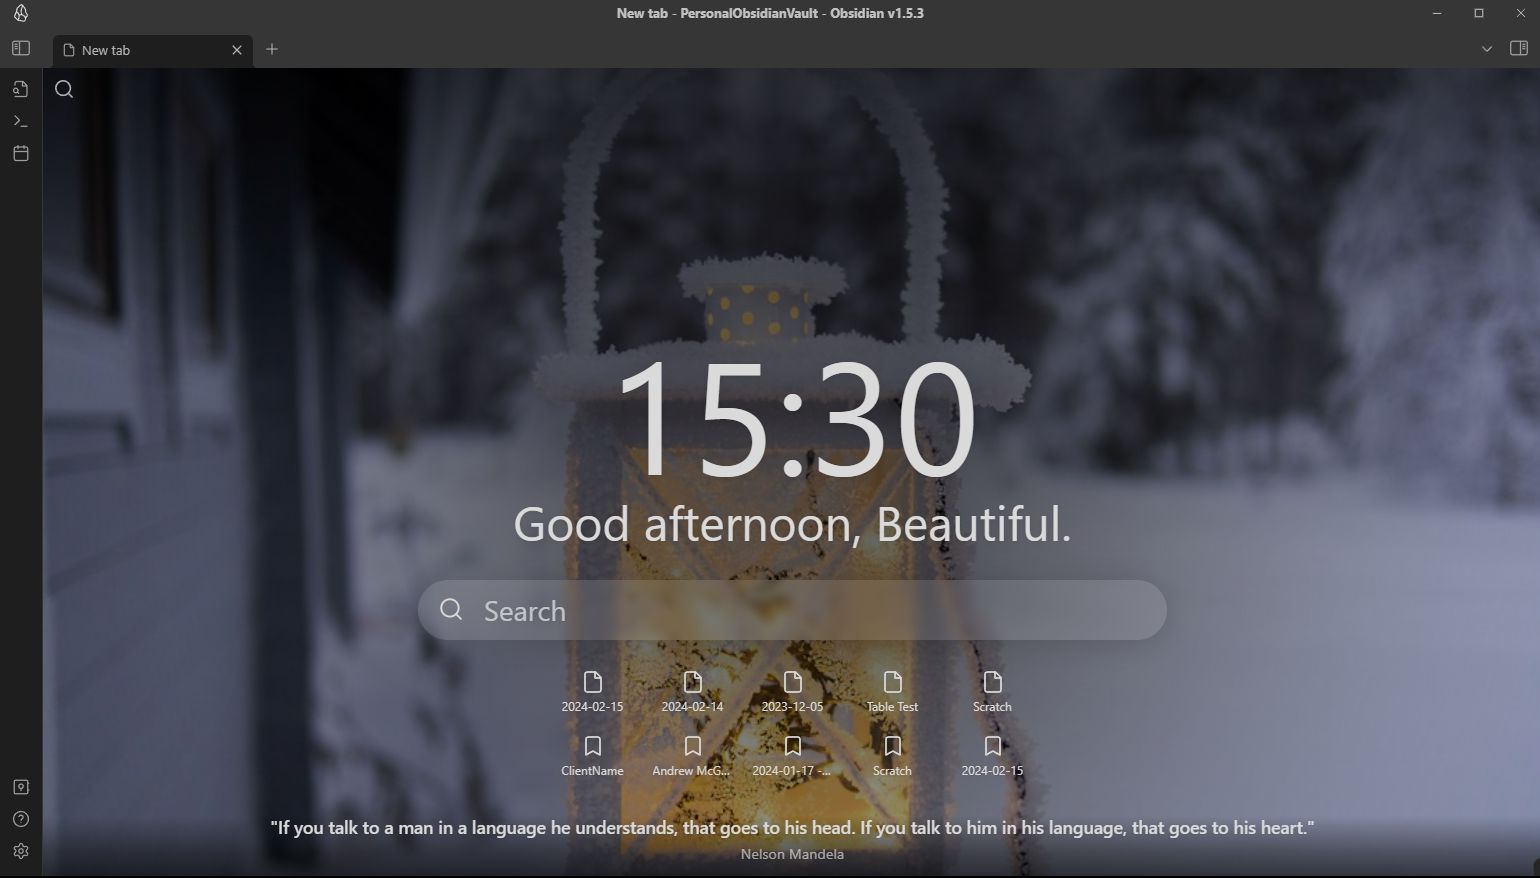 New tab - PersonalObsidianVault - Obsidian v1.5.3
New tab
15:30
Good afternoon, Beautiful.
Search
2024-02-15 2024-02-14 2023-12-05 Table Test Scratch
ClientName Andrew McG... 2024-01-17 -... Scratch 2024-02-15
"If you talk to a man in a language he understands, that goes to his head. If you talk to him in his language, that goes to his heart."
Nelson Mandela